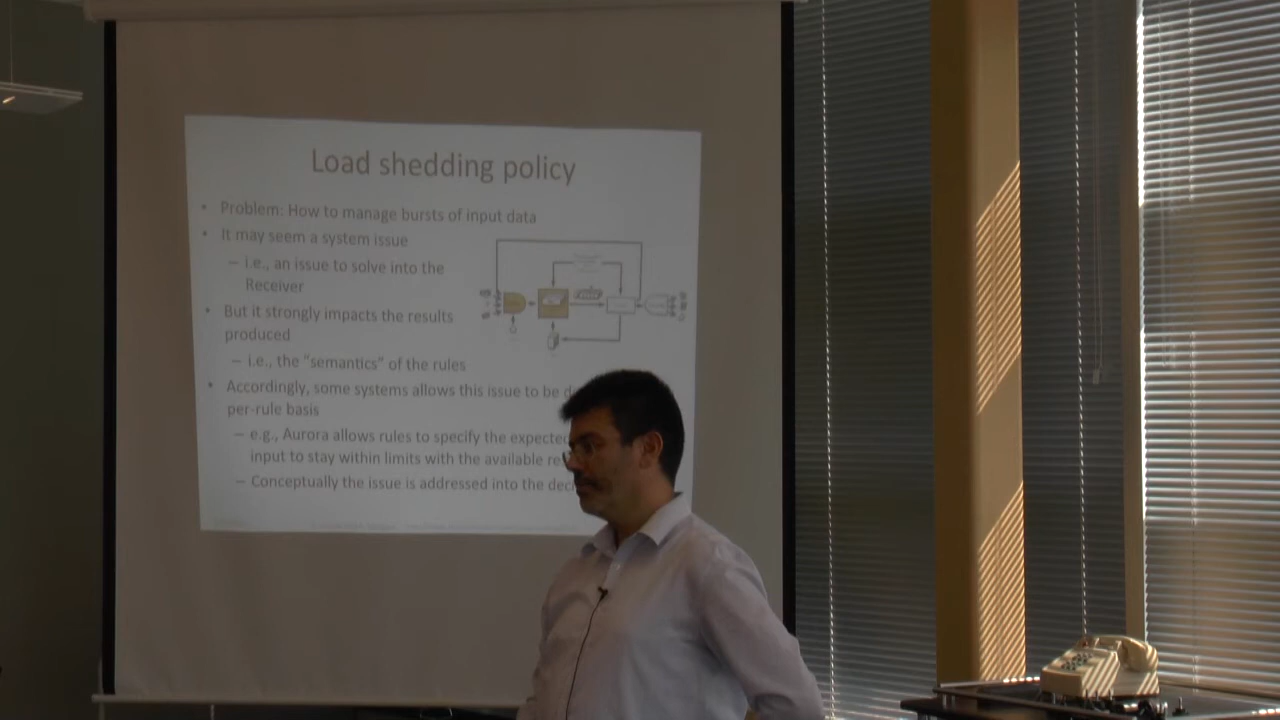 Load shedding policy
• Problem: How to manage bursts of input data
• It may seem a system issue
– i.e., an issue to solve into the
Receiver
• But it strongly impacts the results
produced
– i.e., the "semantics" of the rules
• Accordingly, some systems allows this issue to be
per-rule basis
– e.g., Aurora allows rules to specify the expected
input to stay within limits with the available
– Conceptually the issue is addressed into the